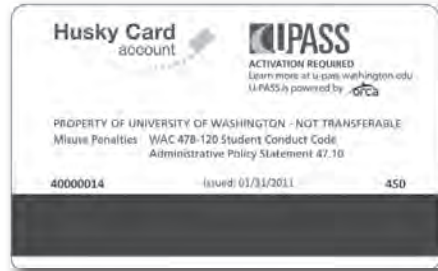 Husky Card
account
UPASS
ACTIVATION REQUIRED
Learn more at u-pass.washington.edu
U-PASS is powered by orca
PROPERTY OF UNIVERSITY OF WASHINGTON - NOT TRANSFERABLE
Misuse Penalties WAC 478-120 Student Conduct Code
Administrative Policy Statement 47.10
40000014 Issued: 01/31/2011 450